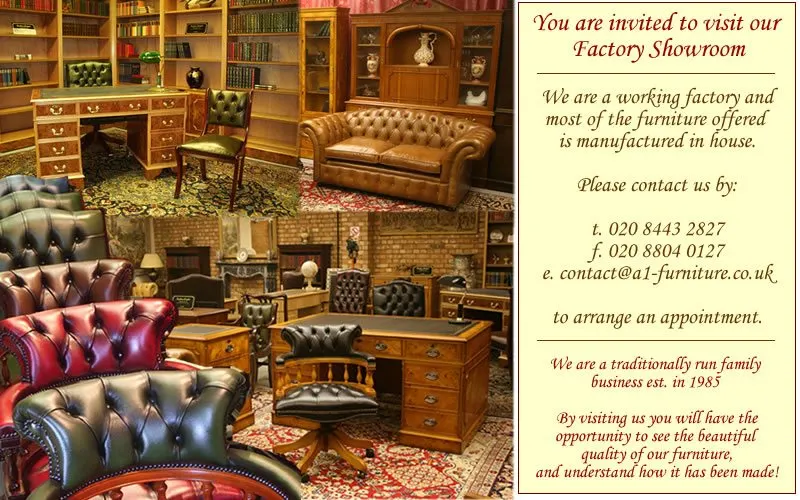 You are invited to visit our
Factory Showroom
We are a working factory and
most of the furniture offered
is manufactured in house.
Please contact us by:
t. 020 8443 2827
f. 020 8804 0127
e. contact@a1-furniture.co.uk
to arrange an appointment.
We are a traditionally run family
business est. in 1985
By visiting us you will have the
opportunity to see the beautiful
quality of our furniture,
and understand how it has been made!